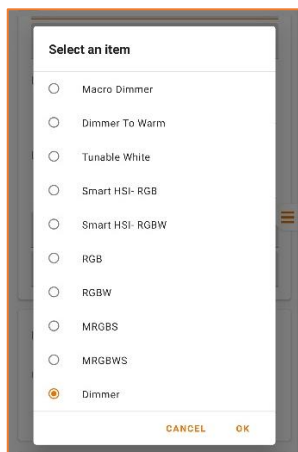 Select an item
Macro Dimmer
Dimmer To Warm
Tunable White
Smart HSI- RGB
Smart HSI- RGBW
RGB
RGBW
MRGBS
MRGBWS
Dimmer
CANCEL OK